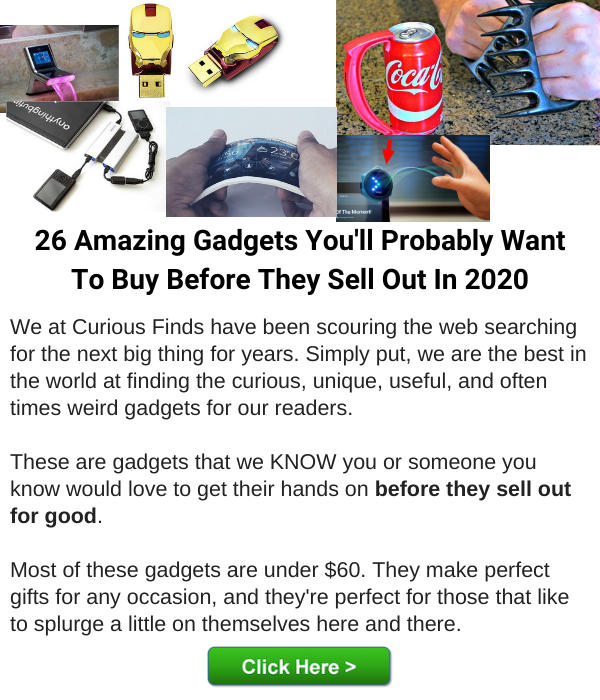 Coca-C
anythingbutip
23°
Of The Moment!
26 Amazing Gadgets You'll Probably Want
To Buy Before They Sell Out In 2020
We at Curious Finds have been scouring the web searching
for the next big thing for years. Simply put, we are the best in
the world at finding the curious, unique, useful, and often
times weird gadgets for our readers.
These are gadgets that we KNOW you or someone you
know would love to get their hands on before they sell out
for good.
Most of these gadgets are under $60. They make perfect
gifts for any occasion, and they're perfect for those that like
to splurge a little on themselves here and there.
Click Here >